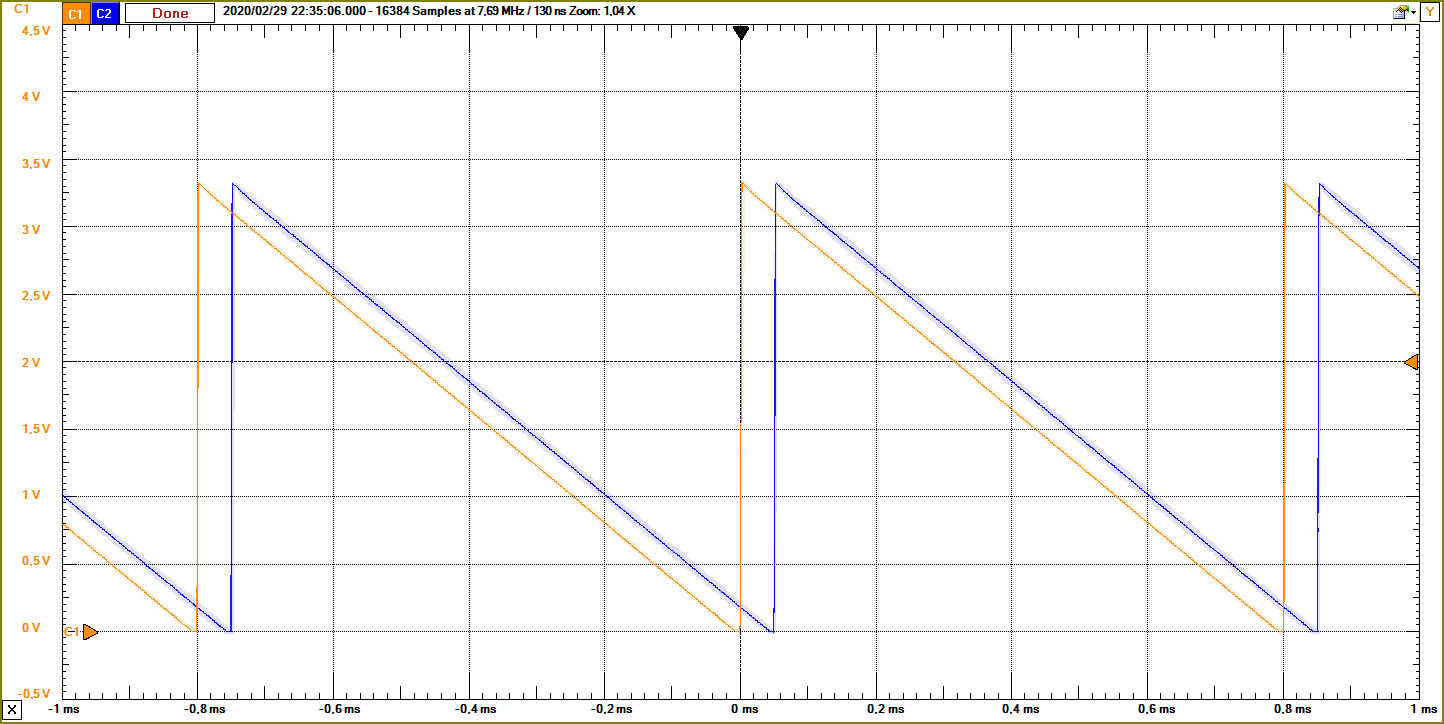 C1
C1 C2 Done 2020/02/29 22:35:06.000 - 16384 Samples at 7,69 MHz / 130 ns Zoom: 1,04 X
Y
4.5 V
4 V
3.5 V
3 V
2.5 V
2 V
1.5 V
1 V
0.5 V
0 V
C1
-0.5 V
X
-1 ms -0.8 ms -0.6 ms -0.4 ms -0.2 ms 0 ms 0.2 ms 0.4 ms 0.6 ms 0.8 ms 1 ms